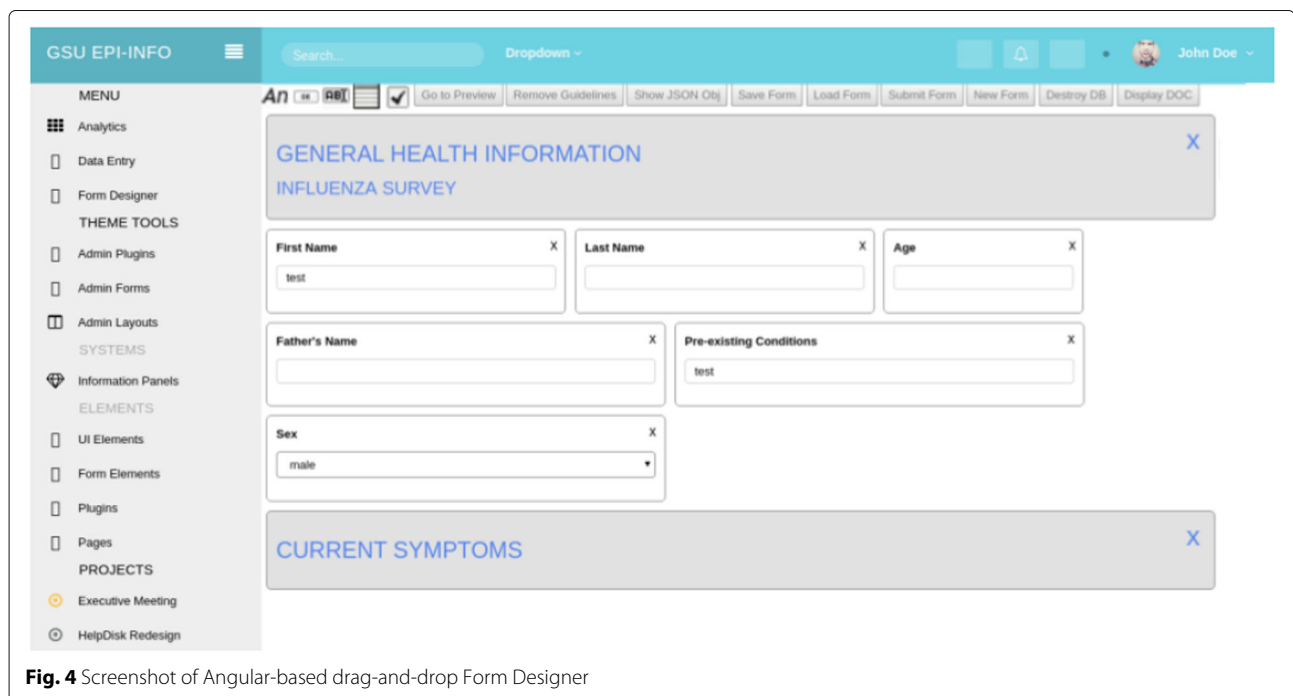 GSU EPI-INFO
Search...
Dropdown
John Doe
MENU
Analytics
Data Entry
Form Designer
THEME TOOLS
Admin Plugins
Admin Forms
Admin Layouts
SYSTEMS
Information Panels
ELEMENTS
UI Elements
Form Elements
Plugins
Pages
PROJECTS
Executive Meeting
HelpDisk Redesign
An OK ABI Go to Preview Remove Guidelines Show JSON Obj Save Form Load Form Submit Form New Form Destroy DB Display DOC
GENERAL HEALTH INFORMATION X
INFLUENZA SURVEY
First Name X Last Name X Age X
test
Father's Name X Pre-existing Conditions X
test
Sex X
male
CURRENT SYMPTOMS X
Fig. 4 Screenshot of Angular-based drag-and-drop Form Designer